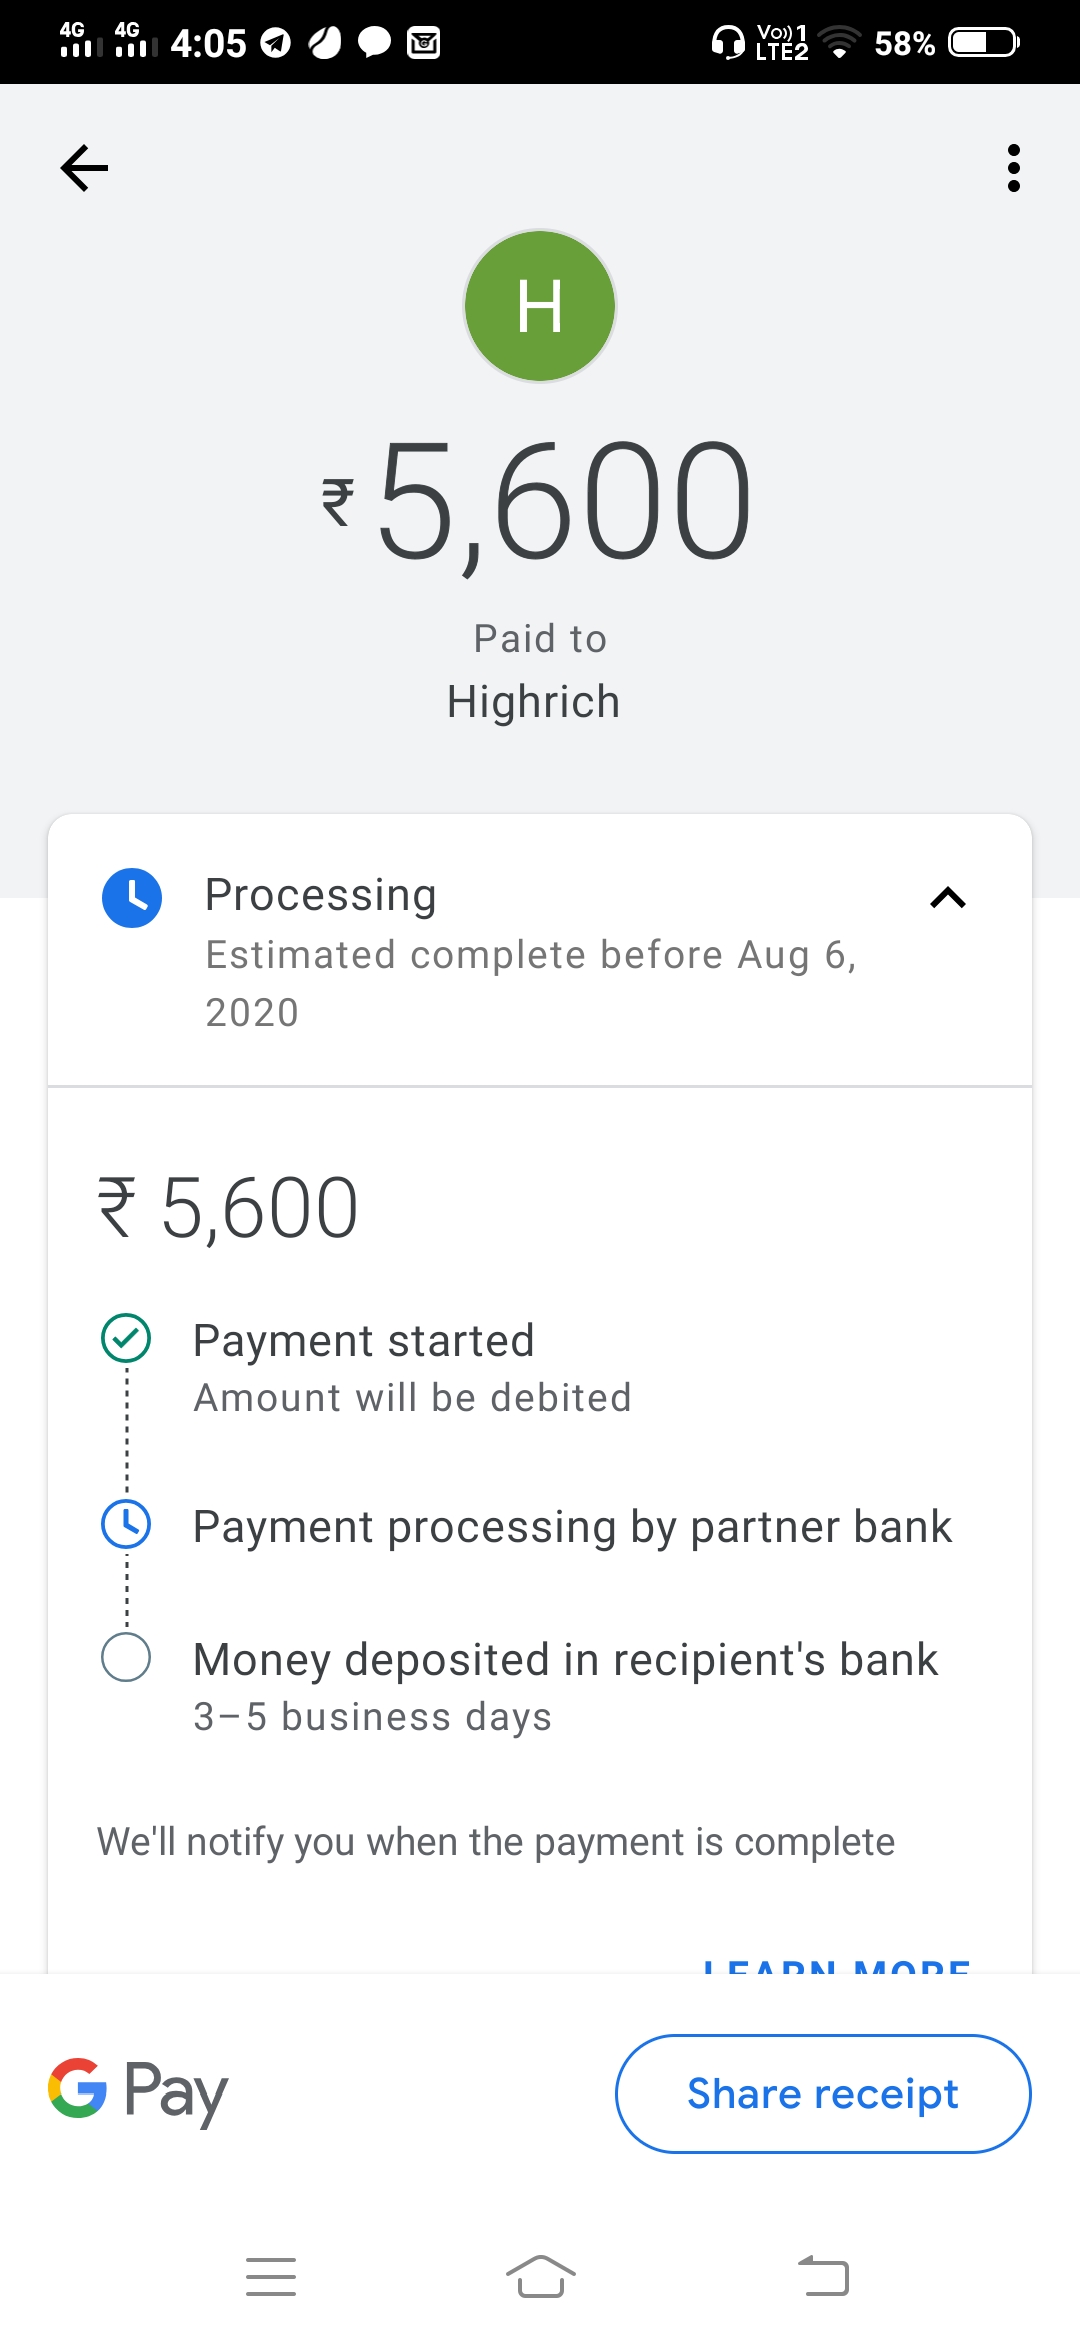 4G 4G 4:05 Vo)) 1 LTE2 58%
H
₹5,600
Paid to
Highrich
Processing
Estimated complete before Aug 6,
2020
₹ 5,600
Payment started
Amount will be debited
Payment processing by partner bank
Money deposited in recipient's bank
3–5 business days
We'll notify you when the payment is complete
LEARN MORE
G Pay
Share receipt